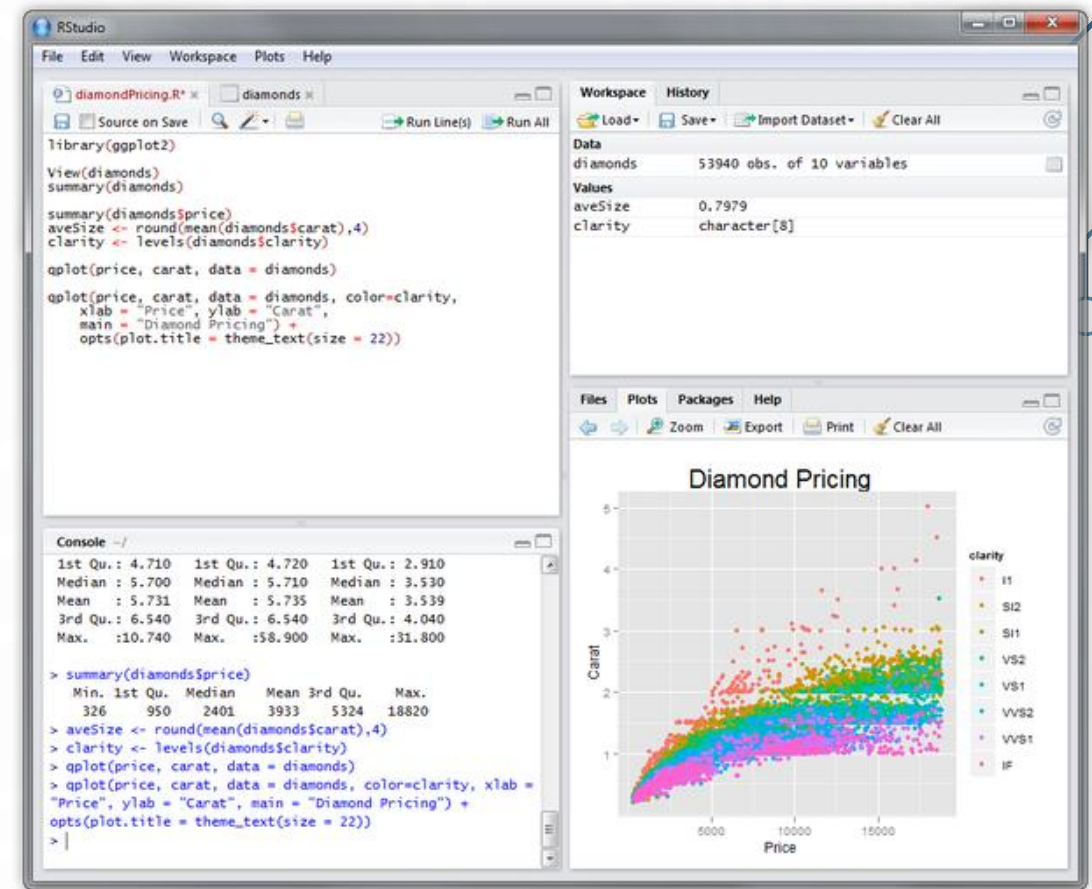 RStudio
File Edit View Workspace Plots Help
diamondPricing.R* diamonds
Source on Save Run Line(s) Run All
library(ggplot2)
View(diamonds)
summary(diamonds)
summary(diamonds$price)
aveSize <- round(mean(diamonds$carat),4)
clarity <- levels(diamonds$clarity)
qplot(price, carat, data = diamonds)
qplot(price, carat, data = diamonds, color=clarity,
xlab = "Price", ylab = "Carat",
main = "Diamond Pricing") +
opts(plot.title = theme_text(size = 22))
Console ~/
1st Qu.: 4.710 1st Qu.: 4.720 1st Qu.: 2.910
Median : 5.700 Median : 5.710 Median : 3.530
Mean : 5.731 Mean : 5.735 Mean : 3.539
3rd Qu.: 6.540 3rd Qu.: 6.540 3rd Qu.: 4.040
Max. :10.740 Max. :58.900 Max. :31.800
> summary(diamonds$price)
Min. 1st Qu. Median Mean 3rd Qu. Max.
326 950 2401 3933 5324 18820
> aveSize <- round(mean(diamonds$carat),4)
> clarity <- levels(diamonds$clarity)
> qplot(price, carat, data = diamonds)
> qplot(price, carat, data = diamonds, color=clarity, xlab =
"Price", ylab = "Carat", main = "Diamond Pricing") +
opts(plot.title = theme_text(size = 22))
>
Workspace History
Load Save Import Dataset Clear All
Data
diamonds 53940 obs. of 10 variables
Values
aveSize 0.7979
clarity character[8]
Files Plots Packages Help
Zoom Export Print Clear All
Diamond Pricing
5
4
3
2
1
Carat
5000 10000 15000
Price
clarity
I1
SI2
SI1
VS2
VS1
VVS2
VVS1
IF